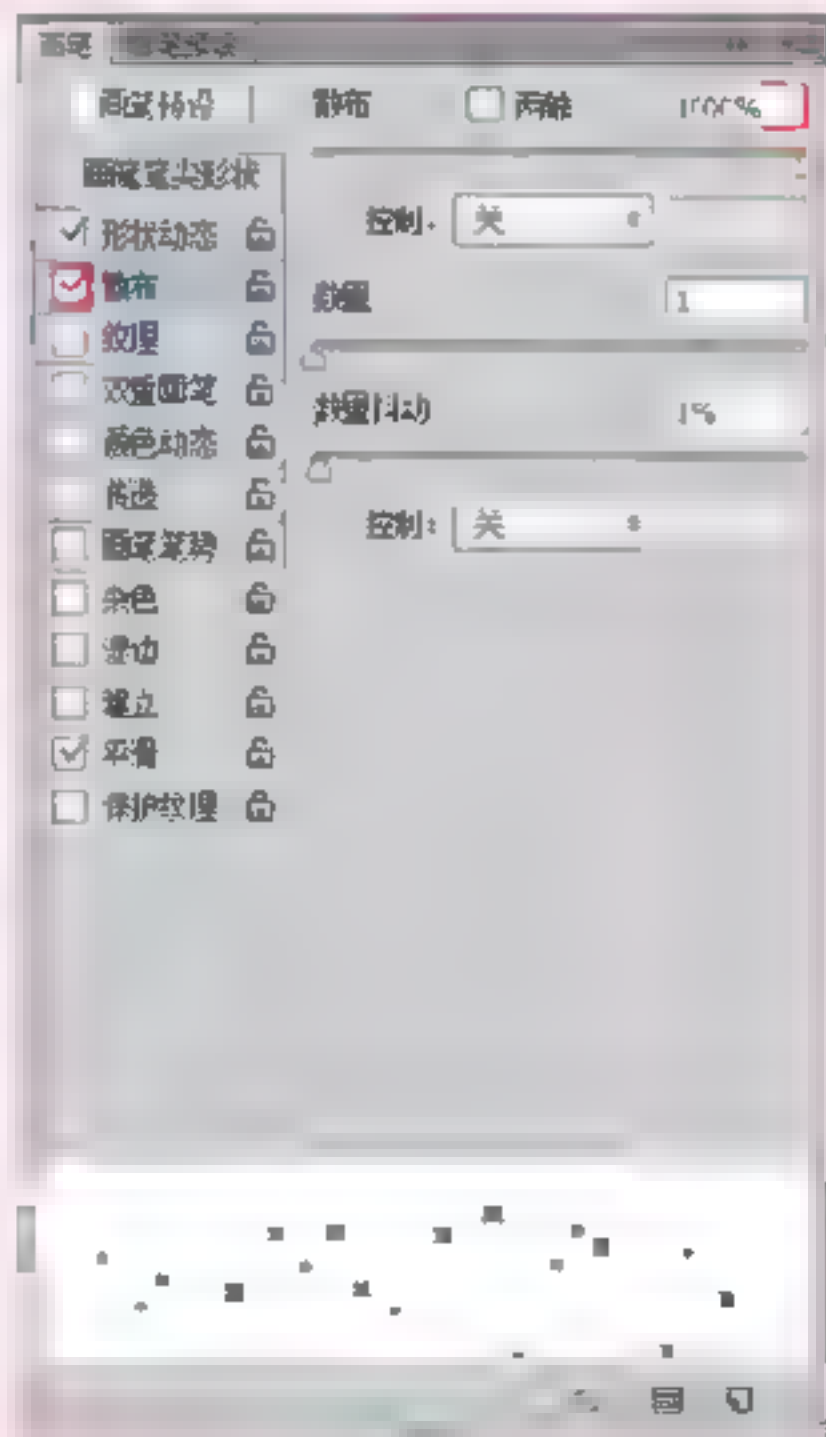 画笔
画笔预设
散布 两轴 1000%
画笔笔尖形状
控制: 关
形状动态
散布
数量 1
纹理
双重画笔
数量抖动 1%
颜色动态
传递
控制: 关
画笔笔势
杂色
湿边
建立
平滑
保护纹理